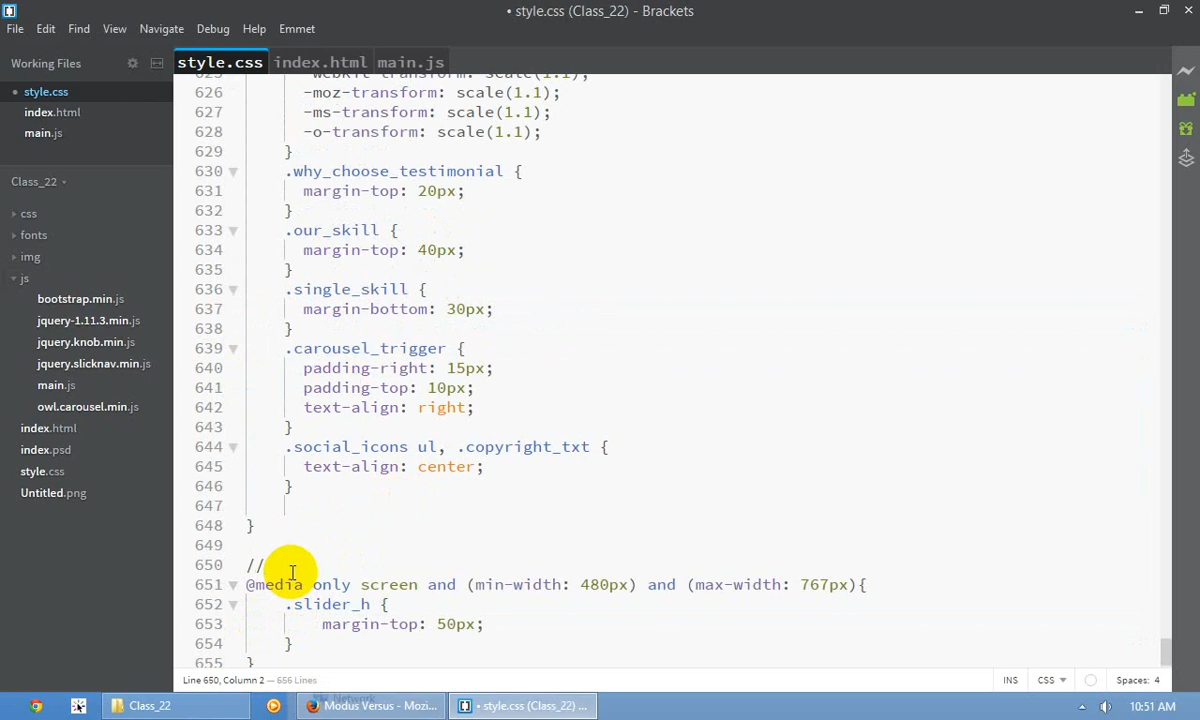 • style.css (Class_22) - Brackets
File Edit Find View Navigate Debug Help Emmet
Working Files
style.css index.html main.js
• style.css
index.html
main.js
Class_22
css
fonts
img
js
bootstrap.min.js
jquery-1.11.3.min.js
jquery.knob.min.js
jquery.slicknav.min.js
main.js
owl.carousel.min.js
index.html
index.psd
style.css
Untitled.png
625 -webkit-transform: scale(1.1);
626 -moz-transform: scale(1.1);
627 -ms-transform: scale(1.1);
628 -o-transform: scale(1.1);
629 }
630 .why_choose_testimonial {
631 margin-top: 20px;
632 }
633 .our_skill {
634 margin-top: 40px;
635 }
636 .single_skill {
637 margin-bottom: 30px;
638 }
639 .carousel_trigger {
640 padding-right: 15px;
641 padding-top: 10px;
642 text-align: right;
643 }
644 .social_icons ul, .copyright_txt {
645 text-align: center;
646 }
647
648 }
649
650 //
651 @media only screen and (min-width: 480px) and (max-width: 767px){
652 .slider_h {
653 margin-top: 50px;
654 }
655 }
Line 650, Column 2 — 656 Lines
INS CSS Spaces: 4
Class_22
Network
Modus Versus - Mozi...
• style.css (Class_22) ...
10:51 AM